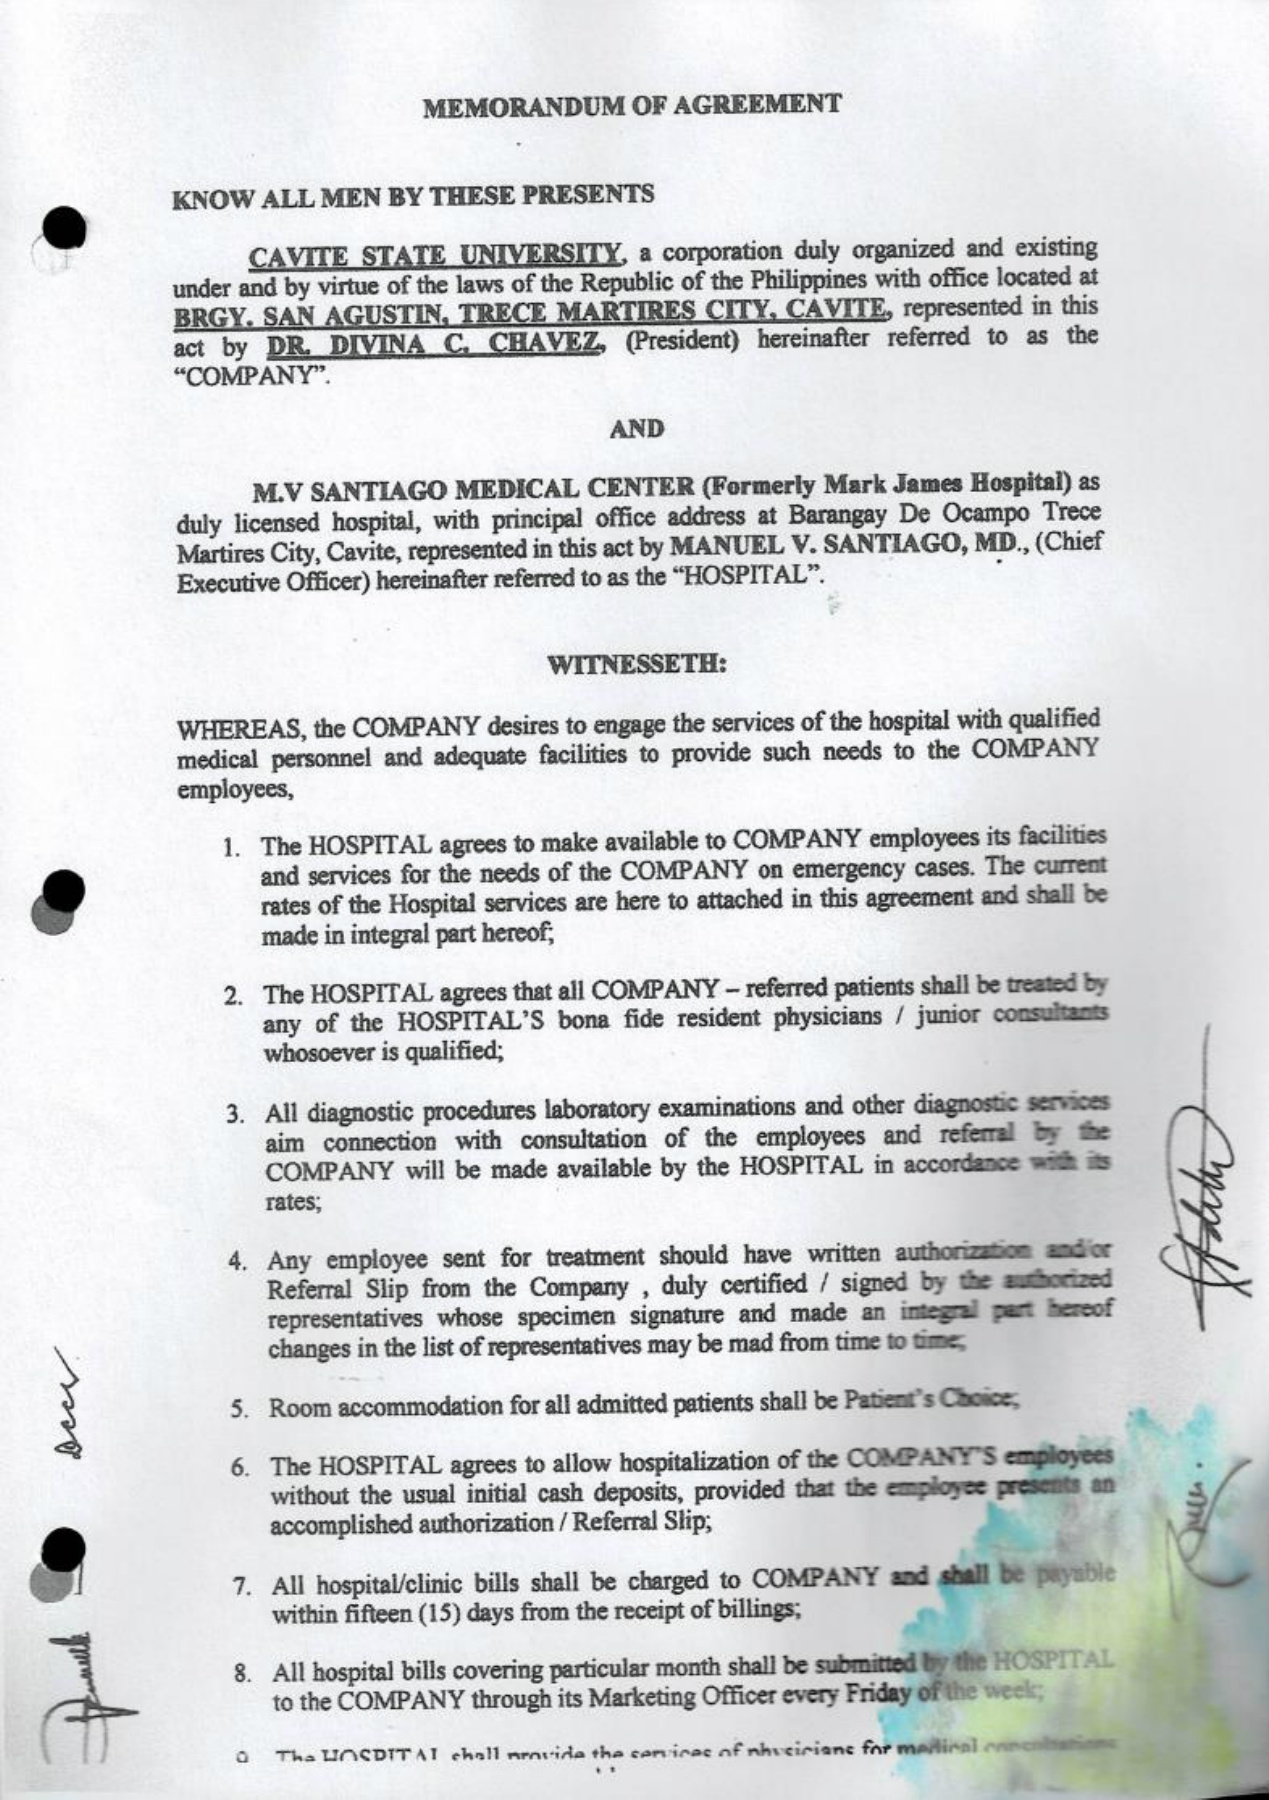 MEMORANDUM OF AGREEMENT
KNOW ALL MEN BY THESE PRESENTS
CAVITE STATE UNIVERSITY, a corporation duly organized and existing
under and by virtue of the laws of the Republic of the Philippines with office located at
BRGY. SAN AGUSTIN, TRECE MARTIRES CITY, CAVITE, represented in this
act by DR. DIVINA C. CHAVEZ, (President) hereinafter referred to as the
“COMPANY”.
AND
M.V SANTIAGO MEDICAL CENTER (Formerly Mark James Hospital) as
duly licensed hospital, with principal office address at Barangay De Ocampo Trece
Martires City, Cavite, represented in this act by MANUEL V. SANTIAGO, MD., (Chief
Executive Officer) hereinafter referred to as the “HOSPITAL”.
WITNESSETH:
WHEREAS, the COMPANY desires to engage the services of the hospital with qualified
medical personnel and adequate facilities to provide such needs to the COMPANY
employees,
1. The HOSPITAL agrees to make available to COMPANY employees its facilities
and services for the needs of the COMPANY on emergency cases. The current
rates of the Hospital services are here to attached in this agreement and shall be
made in integral part hereof;
2. The HOSPITAL agrees that all COMPANY – referred patients shall be treated by
any of the HOSPITAL’S bona fide resident physicians / junior consultants
whosoever is qualified;
3. All diagnostic procedures laboratory examinations and other diagnostic services
aim connection with consultation of the employees and referral by the
COMPANY will be made available by the HOSPITAL in accordance with its
rates;
4. Any employee sent for treatment should have written authorization and/or
Referral Slip from the Company , duly certified / signed by the authorized
representatives whose specimen signature and made an integral part hereof
changes in the list of representatives may be mad from time to time;
5. Room accommodation for all admitted patients shall be Patient’s Choice;
6. The HOSPITAL agrees to allow hospitalization of the COMPANY’S employees
without the usual initial cash deposits, provided that the employee presents an
accomplished authorization / Referral Slip;
7. All hospital/clinic bills shall be charged to COMPANY and shall be payable
within fifteen (15) days from the receipt of billings;
8. All hospital bills covering particular month shall be submitted by the HOSPITAL
to the COMPANY through its Marketing Officer every Friday of the week;
9. The HOSPITAL shall provide the services of physicians for medical consultations